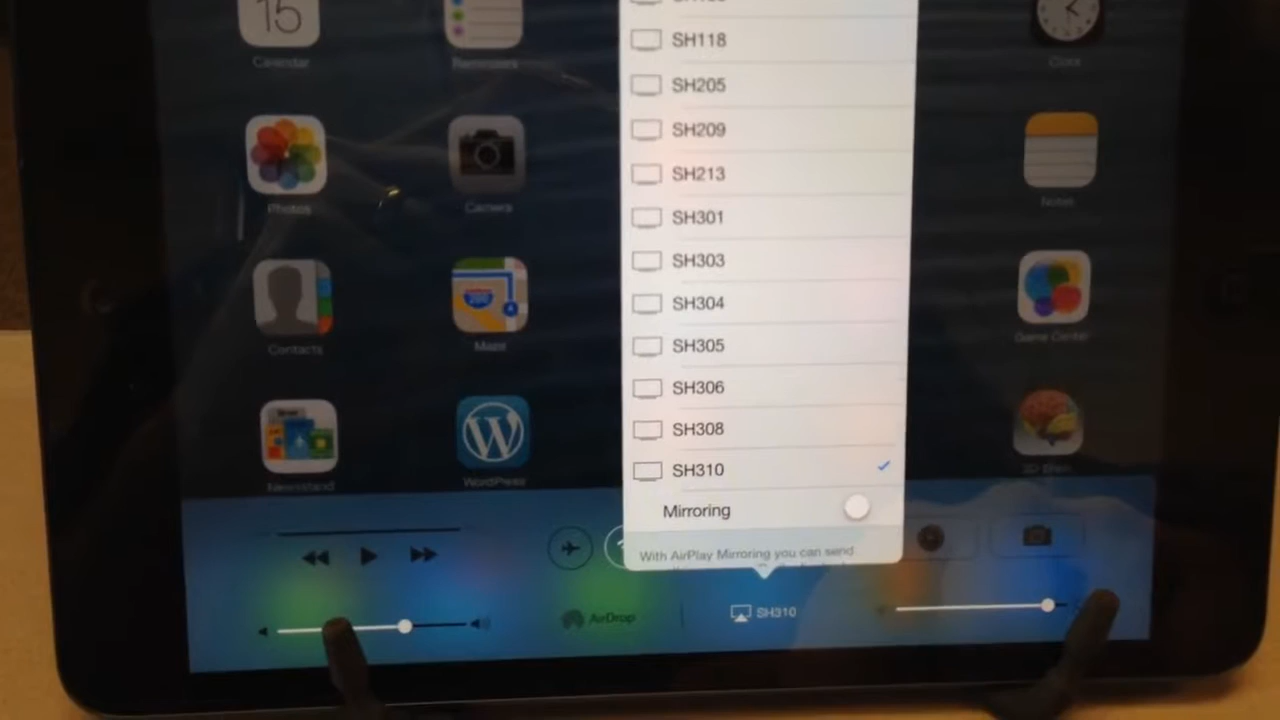 15
Calendar
Reminders
Clock
SH118
SH205
SH209
SH213
SH301
SH303
SH304
SH305
SH306
SH308
SH310
Mirroring
With AirPlay Mirroring you can send
Photos
Camera
Notes
Contacts
Maps
Game Center
Newsstand
WordPress
AirDrop
SH310